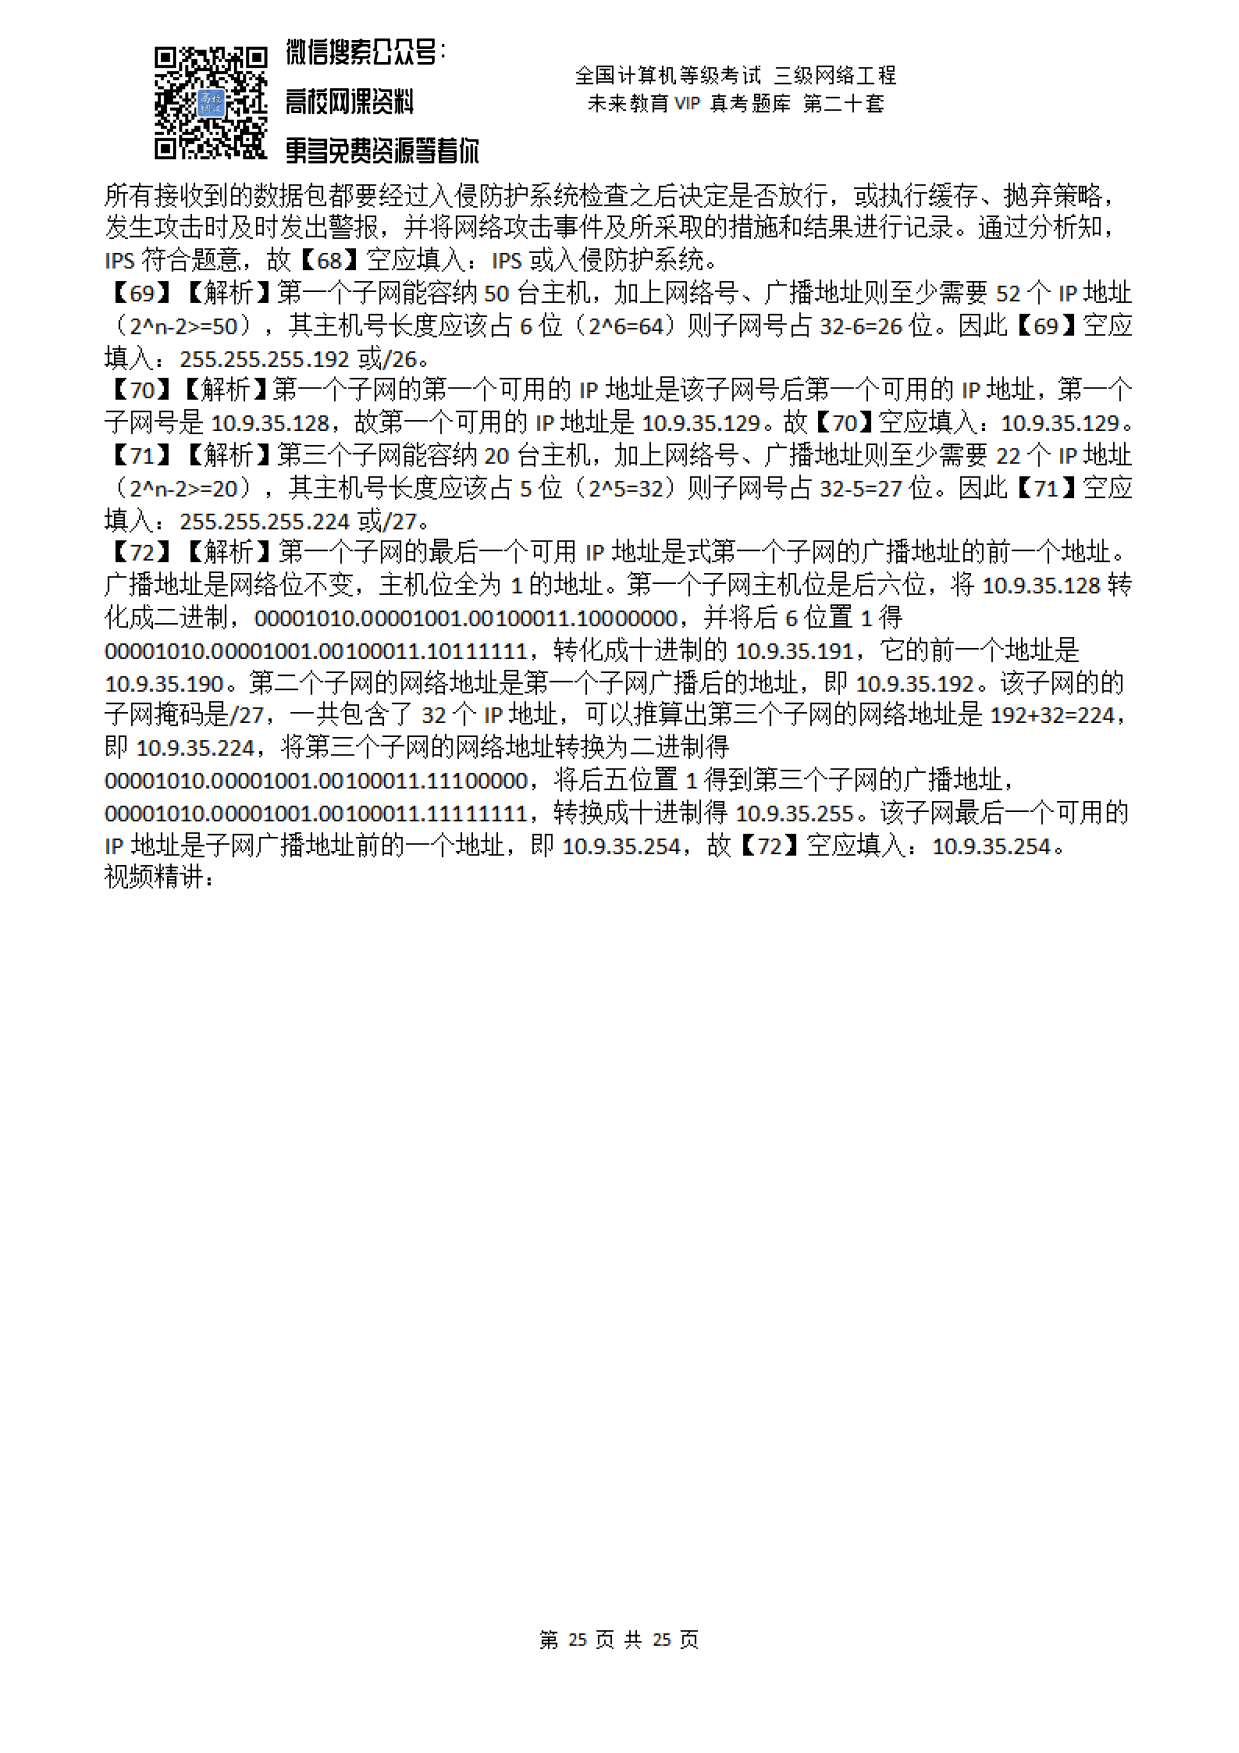 微信搜索公众号：
高校网课资料
更多免费资源等着你
全国计算机等级考试 三级网络工程
未来教育 VIP 真考题库 第二十套
所有接收到的数据包都要经过入侵防护系统检查之后决定是否放行，或执行缓存、抛弃策略，
发生攻击时及时发出警报，并将网络攻击事件及所采取的措施和结果进行记录。通过分析知，
IPS 符合题意，故【68】空应填入：IPS 或入侵防护系统。
【69】【解析】第一个子网能容纳 50 台主机，加上网络号、广播地址则至少需要 52 个 IP 地址
（2^n-2>=50），其主机号长度应该占 6 位（2^6=64）则子网号占 32-6=26 位。因此【69】空应
填入：255.255.255.192 或/26。
【70】【解析】第一个子网的第一个可用的 IP 地址是该子网号后第一个可用的 IP 地址，第一个
子网号是 10.9.35.128，故第一个可用的 IP 地址是 10.9.35.129。故【70】空应填入：10.9.35.129。
【71】【解析】第三个子网能容纳 20 台主机，加上网络号、广播地址则至少需要 22 个 IP 地址
（2^n-2>=20），其主机号长度应该占 5 位（2^5=32）则子网号占 32-5=27 位。因此【71】空应
填入：255.255.255.224 或/27。
【72】【解析】第一个子网的最后一个可用 IP 地址是式第一个子网的广播地址的前一个地址。
广播地址是网络位不变，主机位全为 1 的地址。第一个子网主机位是后六位，将 10.9.35.128 转
化成二进制，00001010.00001001.00100011.10000000，并将后 6 位置 1 得
00001010.00001001.00100011.10111111，转化成十进制的 10.9.35.191，它的前一个地址是
10.9.35.190。第二个子网的网络地址是第一个子网广播后的地址，即 10.9.35.192。该子网的的
子网掩码是/27，一共包含了 32 个 IP 地址，可以推算出第三个子网的网络地址是 192+32=224，
即 10.9.35.224，将第三个子网的网络地址转换为二进制得
00001010.00001001.00100011.11100000，将后五位置 1 得到第三个子网的广播地址，
00001010.00001001.00100011.11111111，转换成十进制得 10.9.35.255。该子网最后一个可用的
IP 地址是子网广播地址前的一个地址，即 10.9.35.254，故【72】空应填入：10.9.35.254。
视频精讲：
第 25 页 共 25 页